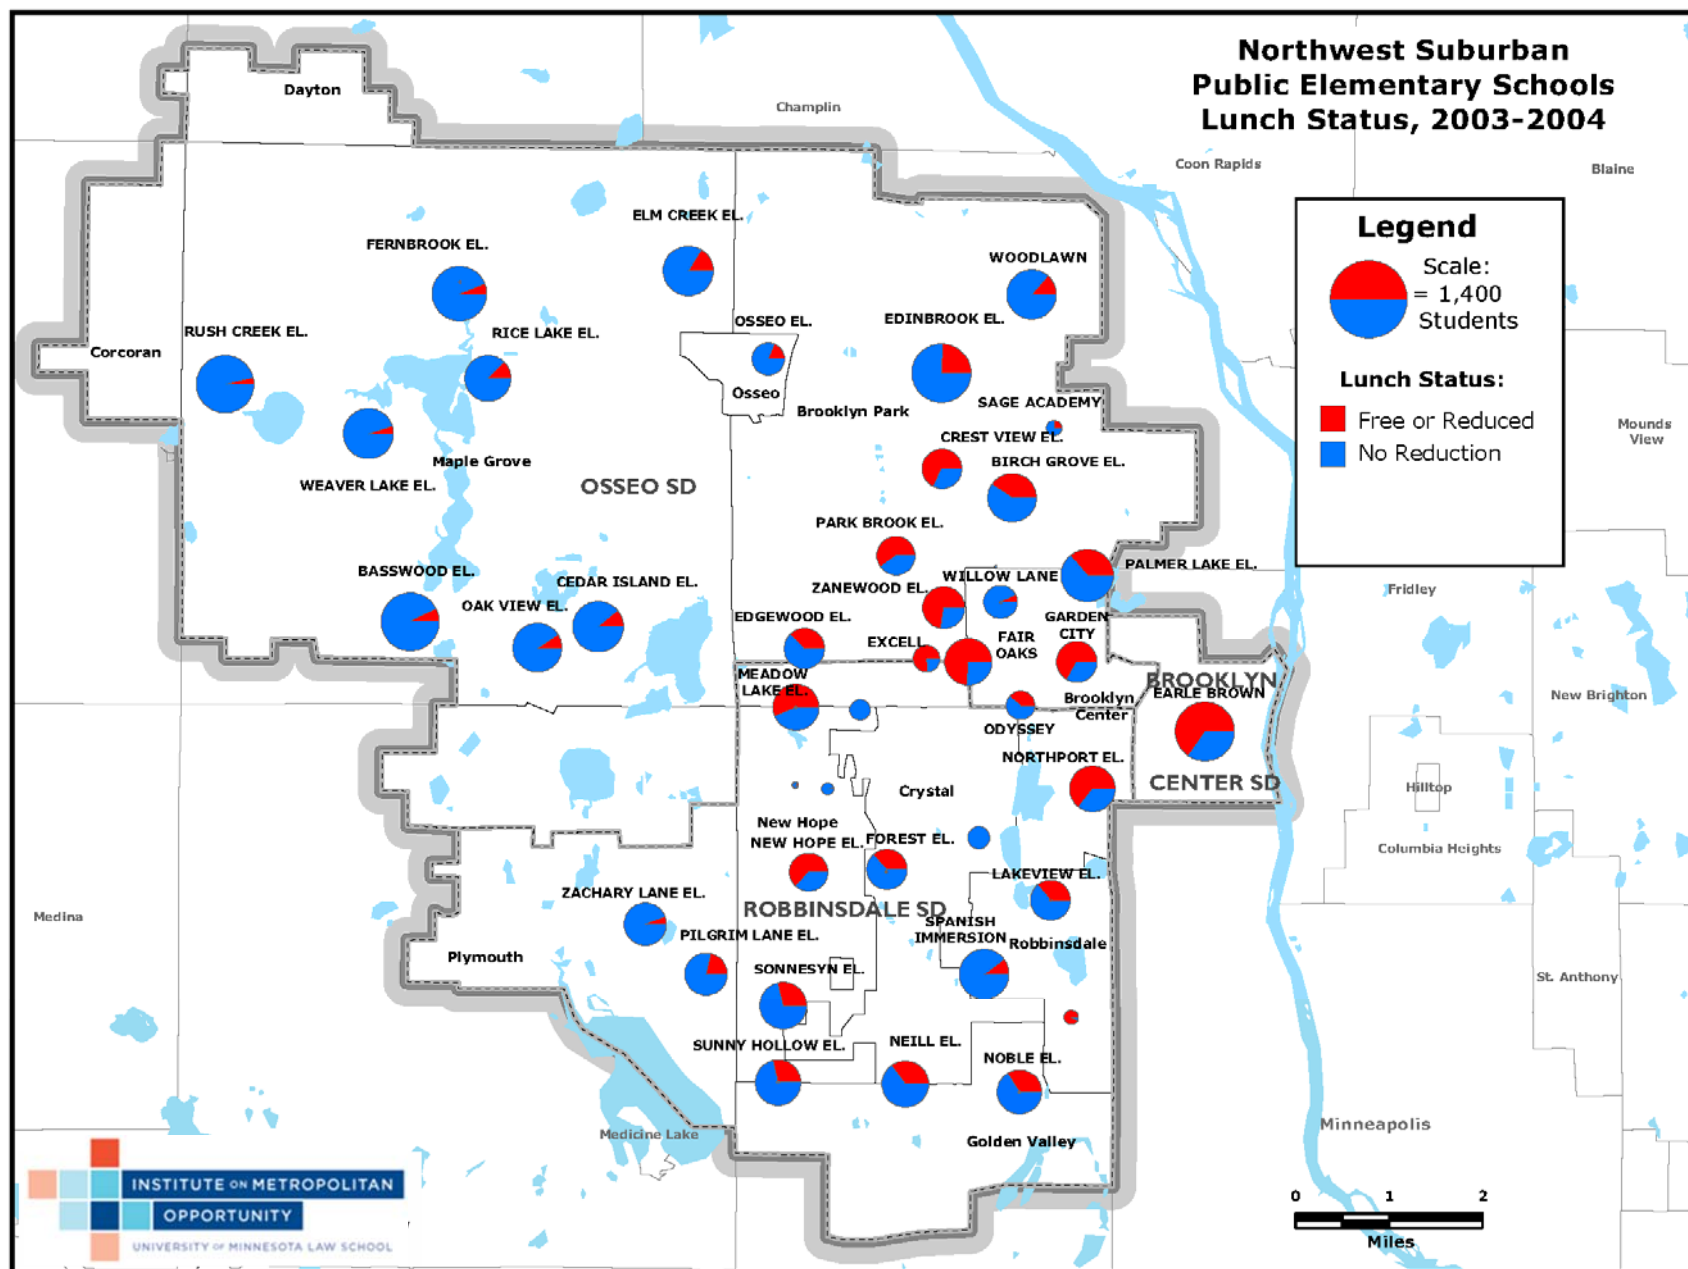 Northwest Suburban
Public Elementary Schools
Lunch Status, 2003-2004
Dayton
Champlin
Coon Rapids
Blaine
Legend
Scale:
= 1,400
Students
Lunch Status:
Free or Reduced
No Reduction
ELM CREEK EL.
FERNBROOK EL.
WOODLAWN
RUSH CREEK EL.
RICE LAKE EL.
OSSEO EL.
EDINBROOK EL.
Corcoran
Osseo
Brooklyn Park
SAGE ACADEMY
Mounds
View
CREST VIEW EL.
Maple Grove
BIRCH GROVE EL.
WEAVER LAKE EL.
OSSEO SD
PARK BROOK EL.
BASSWOOD EL.
CEDAR ISLAND EL.
WILLOW LANE
PALMER LAKE EL.
ZANEWOOD EL.
Fridley
OAK VIEW EL.
EDGEWOOD EL.
GARDEN
CITY
EXCELL
FAIR
OAKS
MEADOW
LAKE EL.
BROOKLYN
EARLE BROWN
New Brighton
Brooklyn
Center
ODYSSEY
NORTHPORT EL.
CENTER SD
Hilltop
Crystal
New Hope
NEW HOPE EL.
FOREST EL.
Columbia Heights
LAKEVIEW EL.
ZACHARY LANE EL.
ROBBINSDALE SD
Medina
SPANISH
IMMERSION
Robbinsdale
PILGRIM LANE EL.
Plymouth
SONNESYN EL.
St. Anthony
SUNNY HOLLOW EL.
NEILL EL.
NOBLE EL.
Minneapolis
Medicine Lake
Golden Valley
INSTITUTE ON METROPOLITAN
OPPORTUNITY
UNIVERSITY OF MINNESOTA LAW SCHOOL
0 1 2
Miles